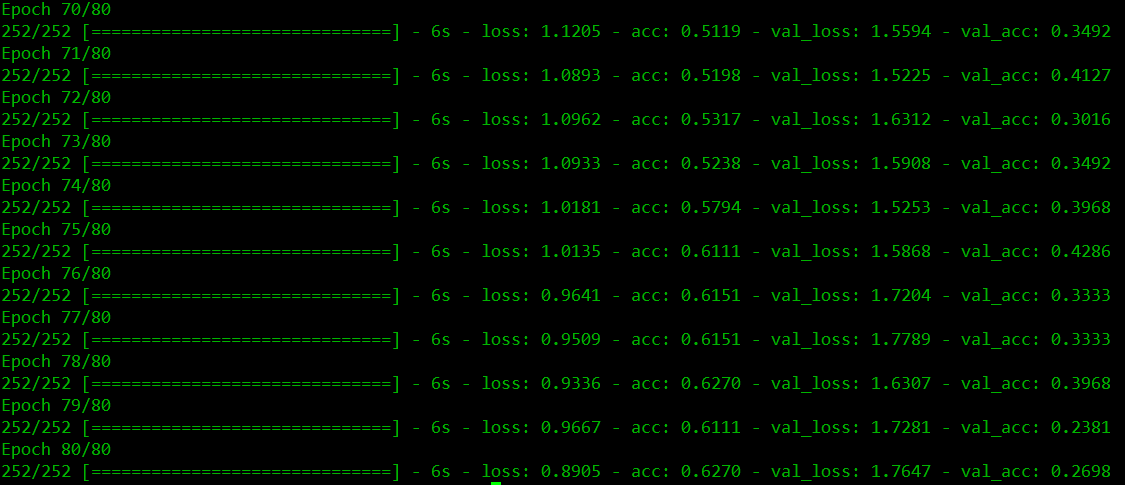 Epoch 70/80
252/252 [==============================] - 6s - loss: 1.1205 - acc: 0.5119 - val_loss: 1.5594 - val_acc: 0.3492
Epoch 71/80
252/252 [==============================] - 6s - loss: 1.0893 - acc: 0.5198 - val_loss: 1.5225 - val_acc: 0.4127
Epoch 72/80
252/252 [==============================] - 6s - loss: 1.0962 - acc: 0.5317 - val_loss: 1.6312 - val_acc: 0.3016
Epoch 73/80
252/252 [==============================] - 6s - loss: 1.0933 - acc: 0.5238 - val_loss: 1.5908 - val_acc: 0.3492
Epoch 74/80
252/252 [==============================] - 6s - loss: 1.0181 - acc: 0.5794 - val_loss: 1.5253 - val_acc: 0.3968
Epoch 75/80
252/252 [==============================] - 6s - loss: 1.0135 - acc: 0.6111 - val_loss: 1.5868 - val_acc: 0.4286
Epoch 76/80
252/252 [==============================] - 6s - loss: 0.9641 - acc: 0.6151 - val_loss: 1.7204 - val_acc: 0.3333
Epoch 77/80
252/252 [==============================] - 6s - loss: 0.9509 - acc: 0.6151 - val_loss: 1.7789 - val_acc: 0.3333
Epoch 78/80
252/252 [==============================] - 6s - loss: 0.9336 - acc: 0.6270 - val_loss: 1.6307 - val_acc: 0.3968
Epoch 79/80
252/252 [==============================] - 6s - loss: 0.9667 - acc: 0.6111 - val_loss: 1.7281 - val_acc: 0.2381
Epoch 80/80
252/252 [==============================] - 6s - loss: 0.8905 - acc: 0.6270 - val_loss: 1.7647 - val_acc: 0.2698